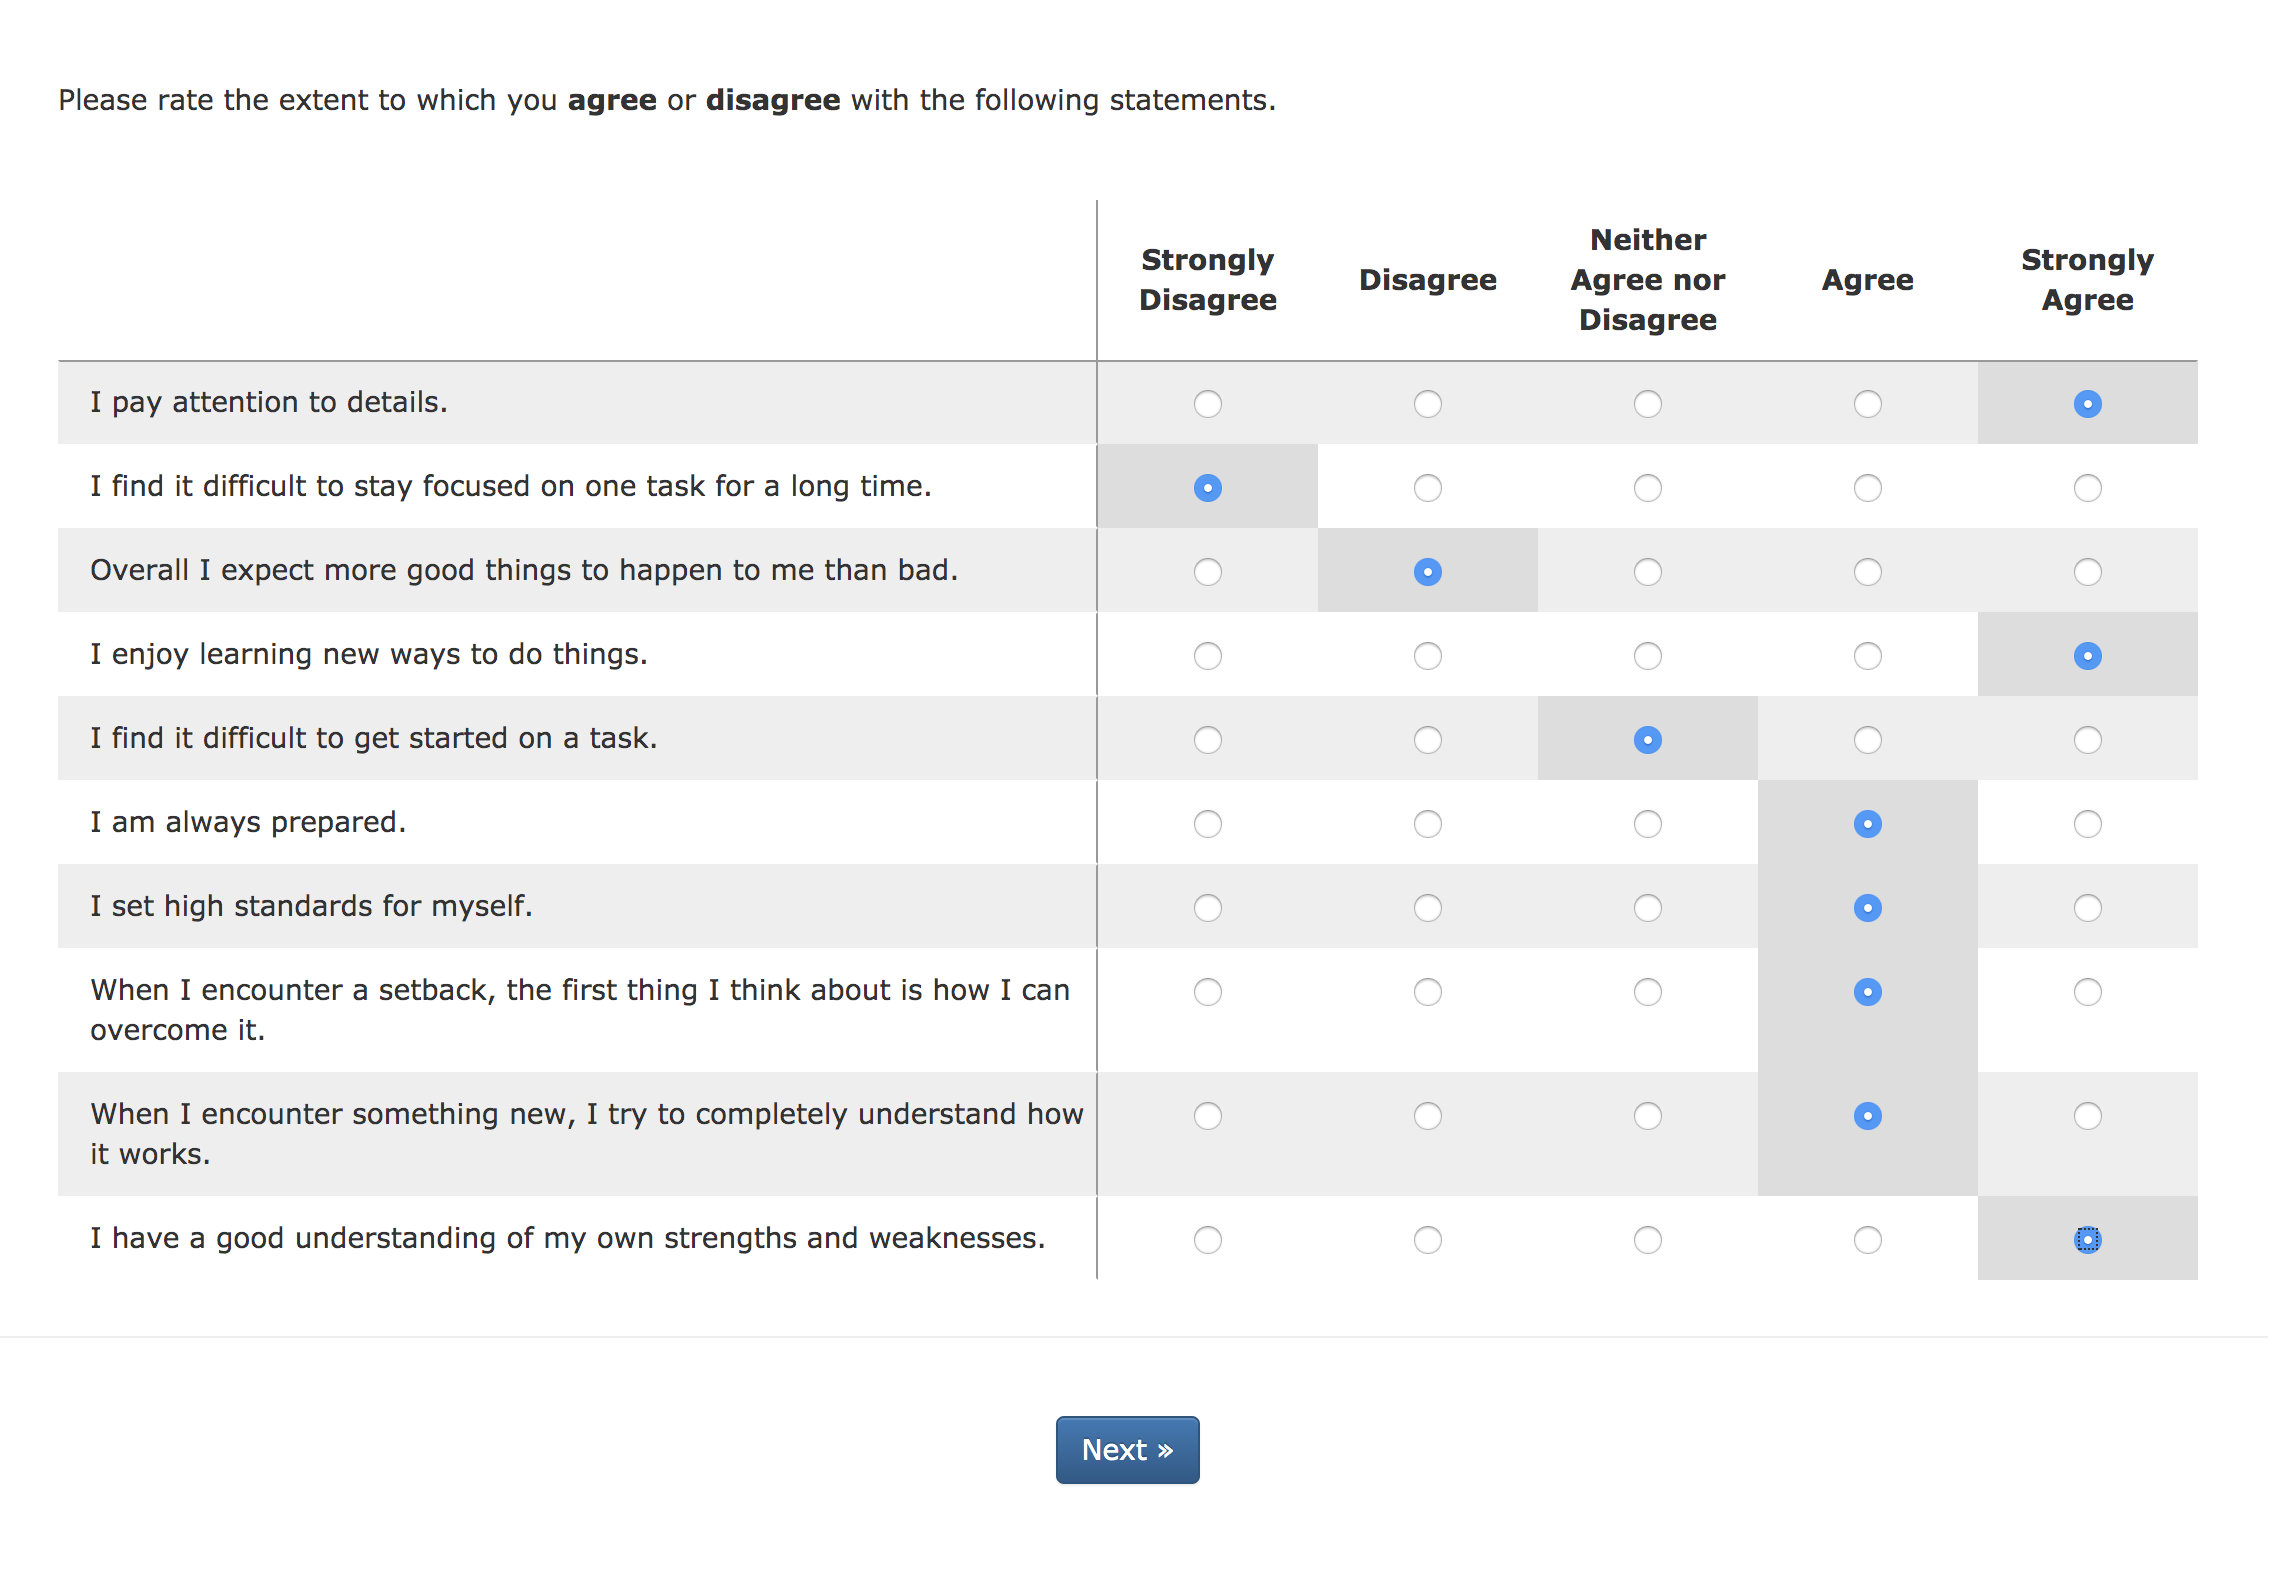 Please rate the extent to which you agree or disagree with the following statements.
Strongly
Disagree
Disagree
Neither
Agree nor
Disagree
Agree
Strongly
Agree
I pay attention to details.
I find it difficult to stay focused on one task for a long time.
Overall I expect more good things to happen to me than bad.
I enjoy learning new ways to do things.
I find it difficult to get started on a task.
I am always prepared.
I set high standards for myself.
When I encounter a setback, the first thing I think about is how I can
overcome it.
When I encounter something new, I try to completely understand how
it works.
I have a good understanding of my own strengths and weaknesses.
Next »